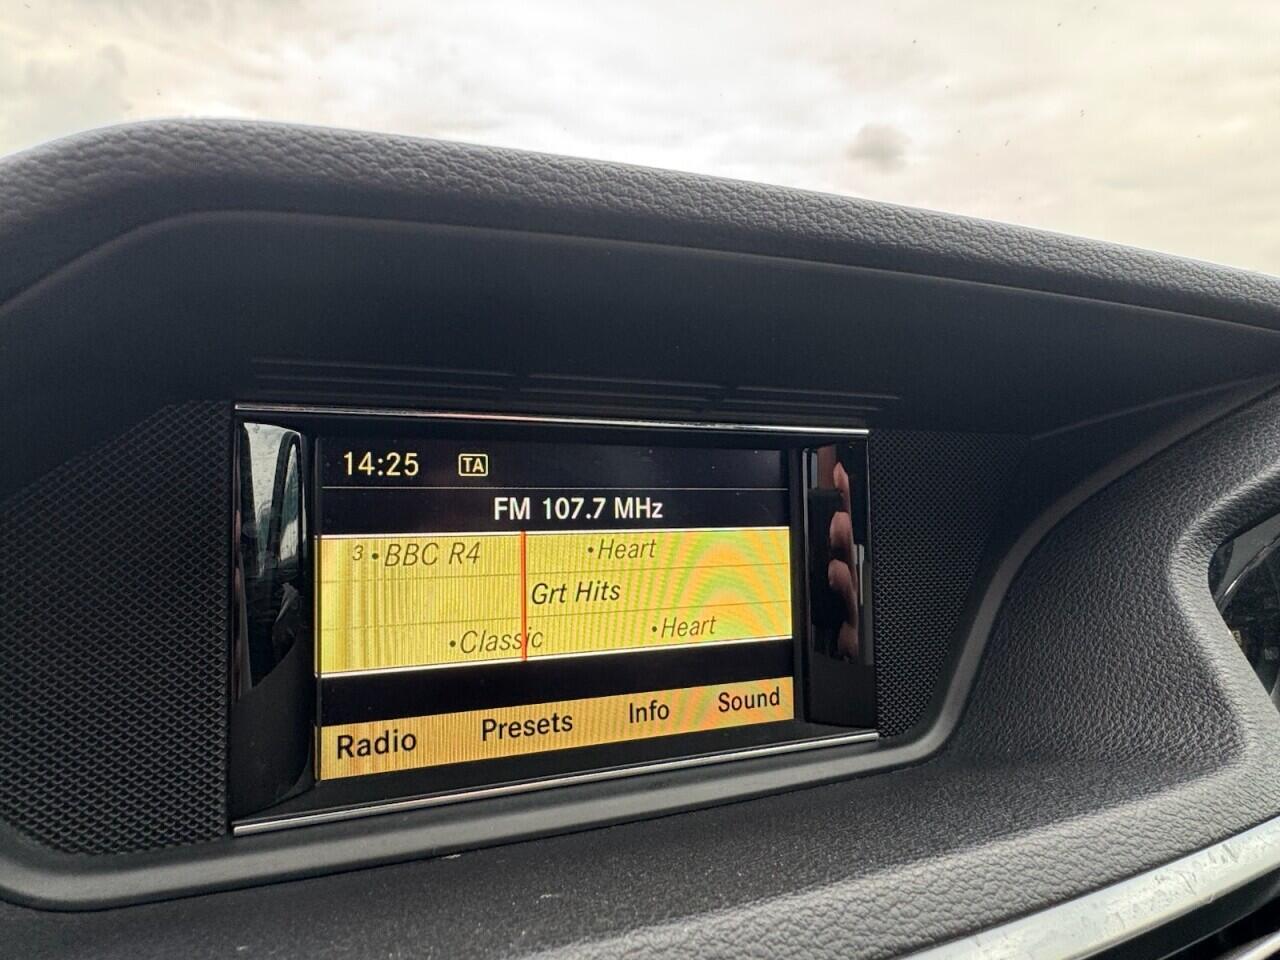 14:25 TA
FM 107.7 MHz
3 •BBC R4 •Heart
Grt Hits
•Classic •Heart
Radio Presets Info Sound